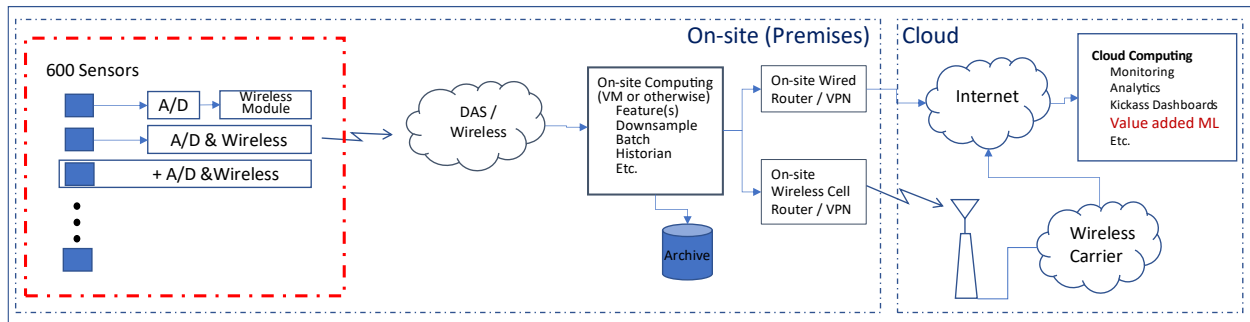 On-site (Premises)
Cloud
600 Sensors
A/D
Wireless
Module
A/D & Wireless
+ A/D &Wireless
DAS /
Wireless
On-site Computing
(VM or otherwise)
Feature(s)
Downsample
Batch
Historian
Etc.
Archive
On-site Wired
Router / VPN
On-site
Wireless Cell
Router / VPN
Internet
Cloud Computing
Monitoring
Analytics
Kickass Dashboards
Value added ML
Etc.
Wireless
Carrier